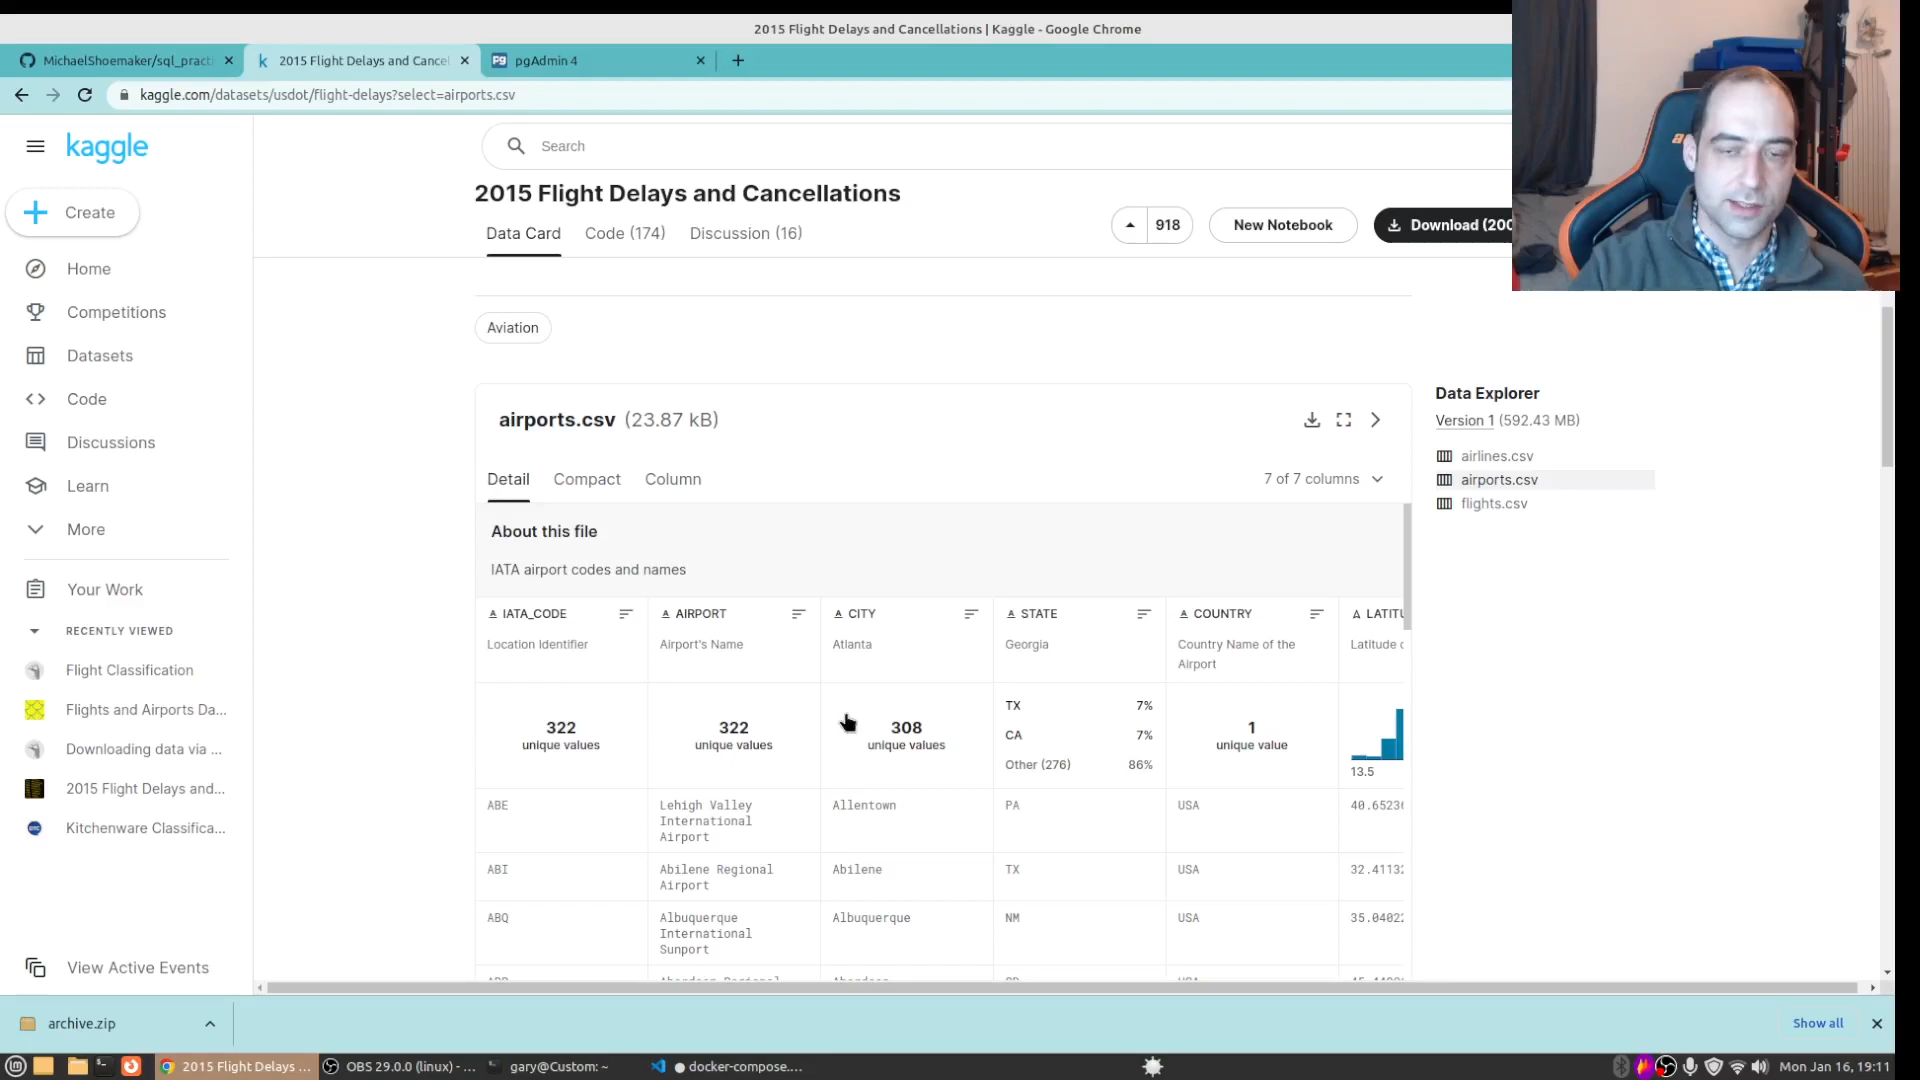 2015 Flight Delays and Cancellations | Kaggle - Google Chrome
MichaelShoemaker/sql_practi
2015 Flight Delays and Cancel
pgAdmin 4
kaggle.com/datasets/usdot/flight-delays?select=airports.csv
kaggle
Search
Create
2015 Flight Delays and Cancellations
Data Card
Code (174)
Discussion (16)
918
New Notebook
Download (200
Home
Competitions
Datasets
Code
Discussions
Learn
More
Your Work
RECENTLY VIEWED
Flight Classification
Flights and Airports Da...
Downloading data via ...
2015 Flight Delays and...
Kitchenware Classifica...
View Active Events
Aviation
airports.csv (23.87 kB)
Detail
Compact
Column
7 of 7 columns
About this file
IATA airport codes and names
IATA_CODE AIRPORT CITY STATE COUNTRY LATITU
Location Identifier Airport's Name Atlanta Georgia Country Name of the Latitude o
Airport
322 322 308 TX 7% 1
unique values unique values unique values CA 7% unique value
Other (276) 86% 13.5
ABE Lehigh Valley Allentown PA USA 40.65236
International
Airport
ABI Abilene Regional Abilene TX USA 32.41132
Airport
ABQ Albuquerque Albuquerque NM USA 35.04022
International
Sunport
Data Explorer
Version 1 (592.43 MB)
airlines.csv
airports.csv
flights.csv
archive.zip
Show all
2015 Flight Delays ...
OBS 29.0.0 (linux) - ...
gary@Custom: ~
docker-compose....
Mon Jan 16, 19:11